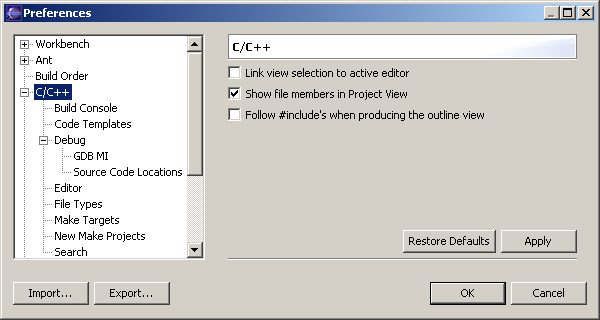 Preferences
Workbench
Ant
Build Order
C/C++
Build Console
Code Templates
Debug
GDB MI
Source Code Locations
Editor
File Types
Make Targets
New Make Projects
Search
C/C++
Link view selection to active editor
Show file members in Project View
Follow #include's when producing the outline view
Restore Defaults
Apply
Import...
Export...
OK
Cancel